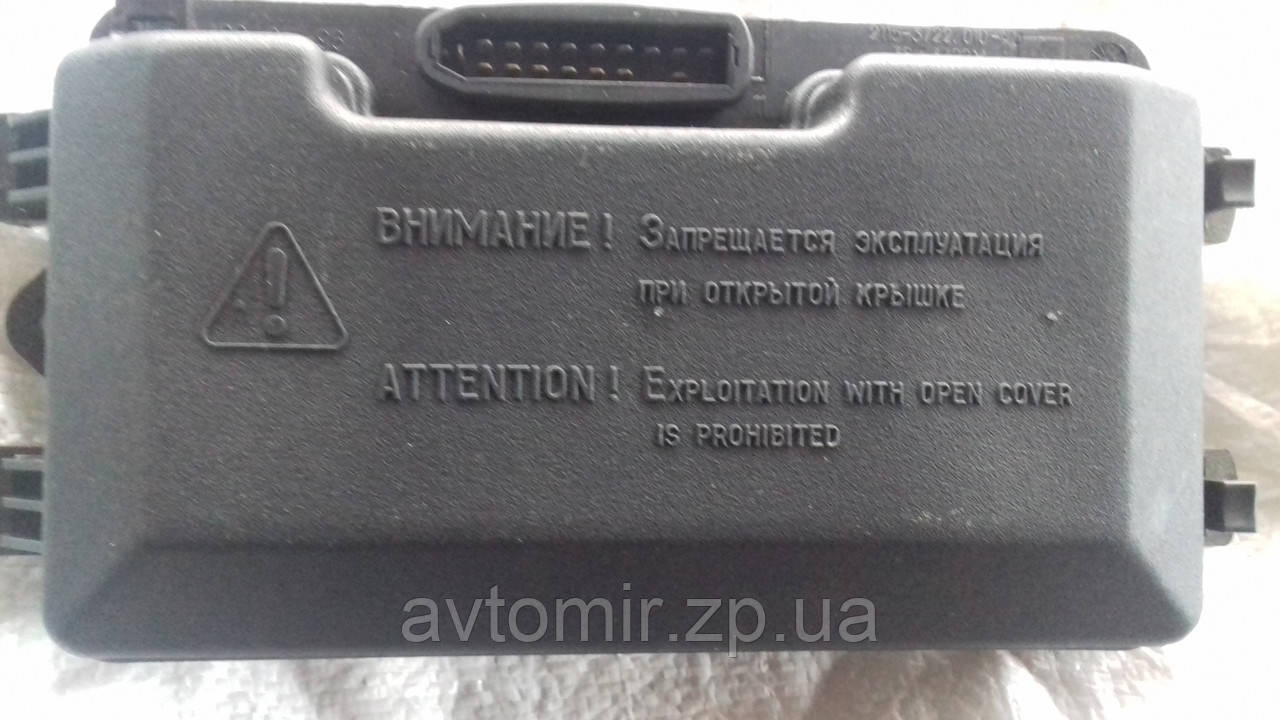 ВНИМАНИЕ! Запрещается эксплуатация
при открытой крышке
ATTENTION! Exploitation with open cover
is prohibited
avtomir.zp.ua